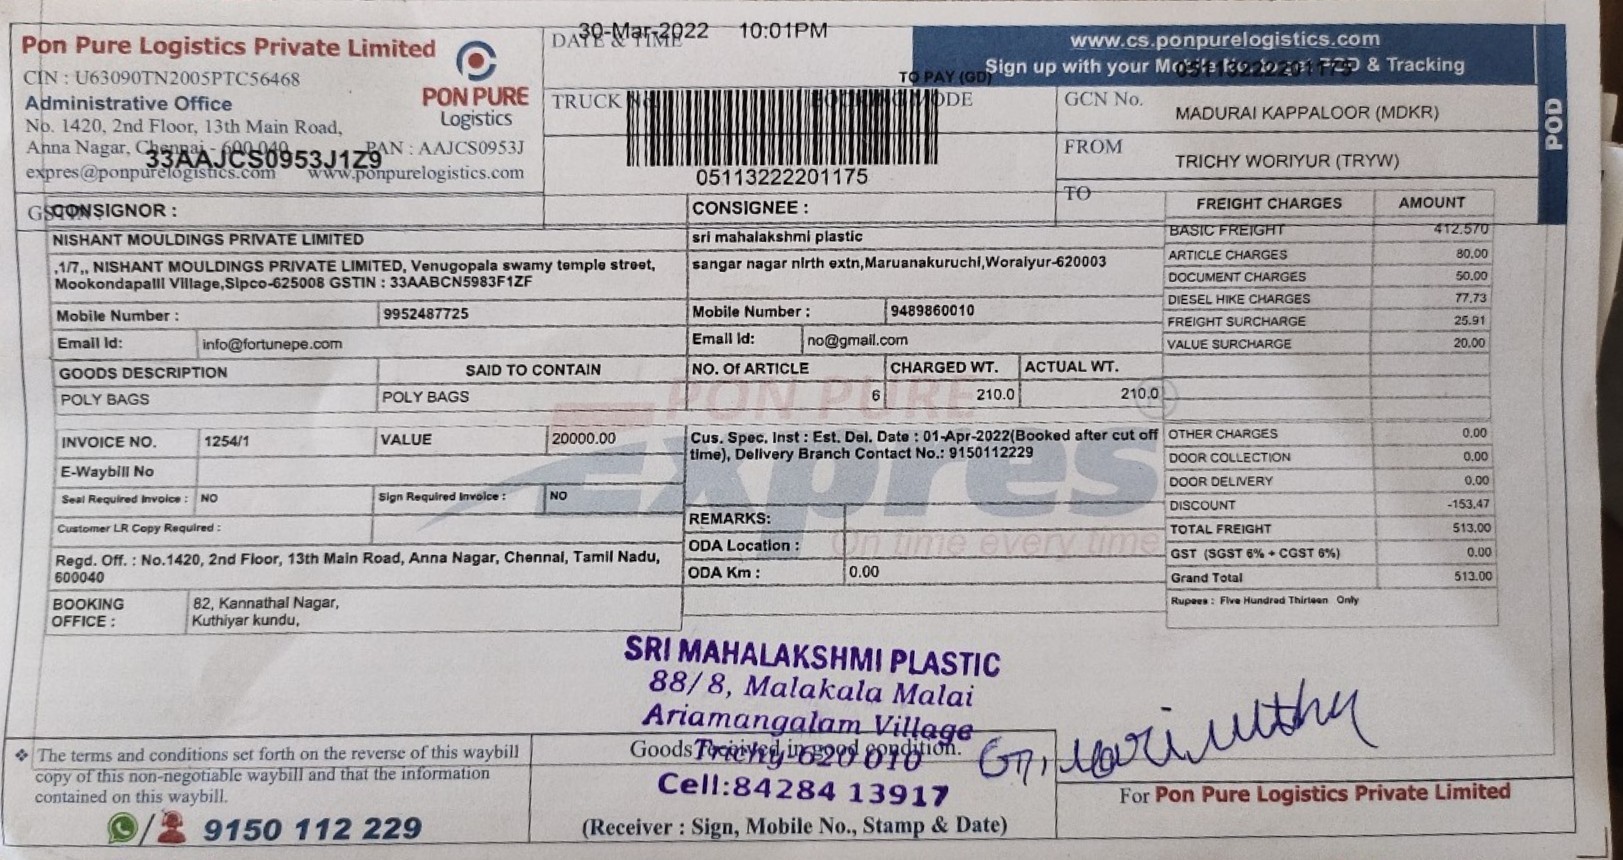 Pon Pure Logistics Private Limited
CIN : U63090TN2005PTC56468
Administrative Office
No. 1420, 2nd Floor, 13th Main Road,
Anna Nagar, Chennai - 600 040 PAN : AAJCS0953J
expres@ponpurelogistics.com www.ponpurelogistics.com
33AAJCS0953J1Z9
PON PURE
Logistics
DATE & TIME
30-Mar-2022 10:01PM
TRUCK
TO PAY (GD)
MODE
05113222201175
www.cs.ponpurelogistics.com
Sign up with your & Tracking
05113222201175
POD
GCN No.
MADURAI KAPPALOOR (MDKR)
FROM
TRICHY WORIYUR (TRYW)
TO
CONSIGNOR :
NISHANT MOULDINGS PRIVATE LIMITED
,1/7,, NISHANT MOULDINGS PRIVATE LIMITED, Venugopala swamy temple street,
Mookondapalli Village,Sipco-625008 GSTIN : 33AABCN5983F1ZF
Mobile Number : 9952487725
Email Id: info@fortunepe.com
CONSIGNEE :
sri mahalakshmi plastic
sangar nagar nirth extn,Maruanakuruchi,Woraiyur-620003
Mobile Number : 9489860010
Email Id: no@gmail.com
GOODS DESCRIPTION SAID TO CONTAIN NO. Of ARTICLE CHARGED WT. ACTUAL WT.
POLY BAGS POLY BAGS 6 210.0 210.0
INVOICE NO. 1254/1 VALUE 20000.00
E-Waybill No
Seal Required Invoice : NO Sign Required Invoice : NO
Customer LR Copy Required :
Regd. Off. : No.1420, 2nd Floor, 13th Main Road, Anna Nagar, Chennai, Tamil Nadu,
600040
BOOKING OFFICE : 82, Kannathal Nagar,
Kuthiyar kundu,
Cus. Spec. Inst : Est. Del. Date : 01-Apr-2022(Booked after cut off
time), Delivery Branch Contact No.: 9150112229
REMARKS:
ODA Location :
ODA Km : 0.00
PON PURE
Expres
On time every time
FREIGHT CHARGES AMOUNT
BASIC FREIGHT 412.570
ARTICLE CHARGES 80.00
DOCUMENT CHARGES 50.00
DIESEL HIKE CHARGES 77.73
FREIGHT SURCHARGE 25.91
VALUE SURCHARGE 20.00
OTHER CHARGES 0.00
DOOR COLLECTION 0.00
DOOR DELIVERY 0.00
DISCOUNT -153.47
TOTAL FREIGHT 513.00
GST (SGST 6% + CGST 6%) 0.00
Grand Total 513.00
Rupees : Five Hundred Thirteen Only
SRI MAHALAKSHMI PLASTIC
88/8, Malakala Malai
Ariamangalam Village
Trichy-620 010
Cell:84284 13917
Goods received in good condition.
(Receiver : Sign, Mobile No., Stamp & Date)
The terms and conditions set forth on the reverse of this waybill
copy of this non-negotiable waybill and that the information
contained on this waybill.
9150 112 229
For Pon Pure Logistics Private Limited